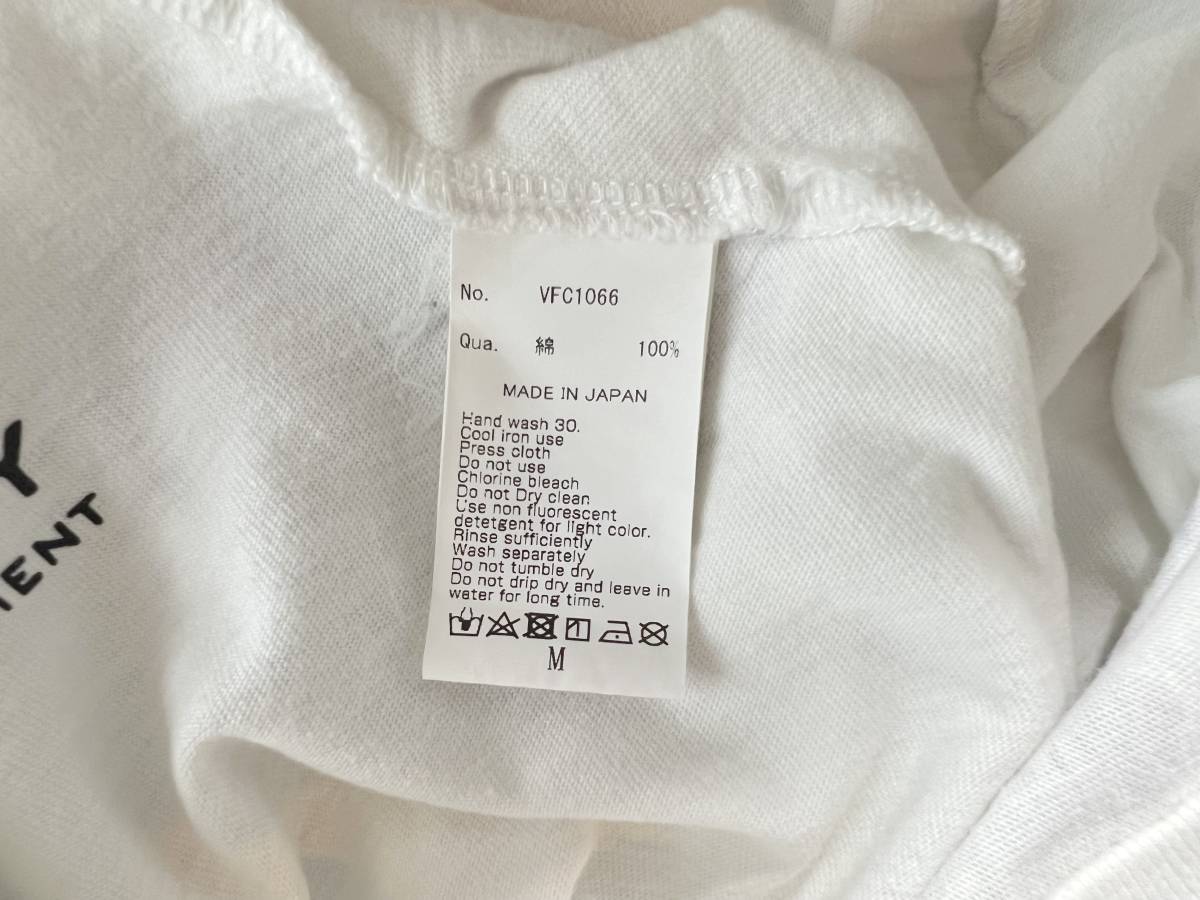 No. VFC1066
Qua. 綿 100%
MADE IN JAPAN
Hand wash 30.
Cool iron use
Press cloth
Do not use
Chlorine bleach
Do not Dry clean
Use non fluorescent
detetgent for light color.
Rinse sufficiently
Wash separately
Do not tumble dry
Do not drip dry and leave in
water for long time.
M
Y
MENT